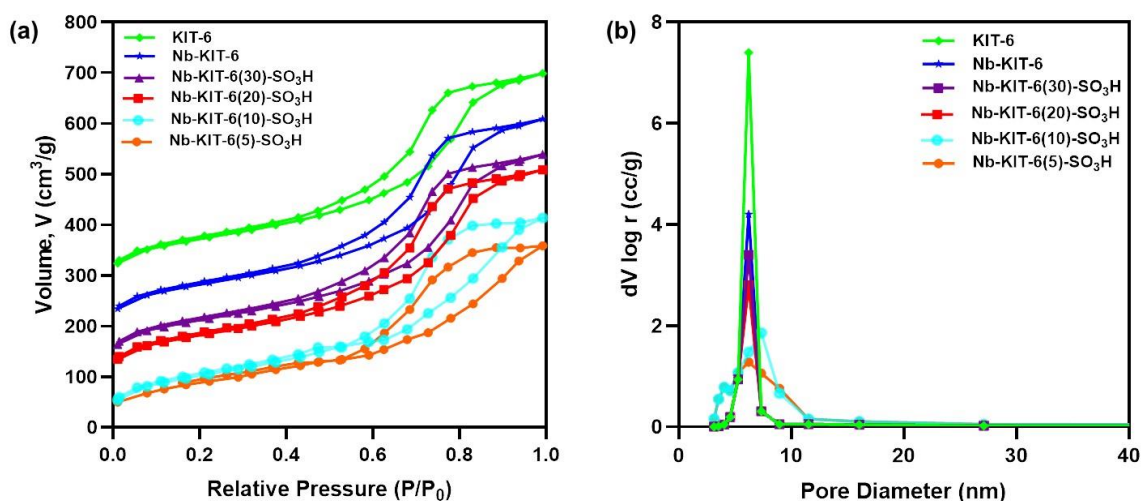 (a)
KIT-6
Nb-KIT-6
Nb-KIT-6(30)-SO₃H
Nb-KIT-6(20)-SO₃H
Nb-KIT-6(10)-SO₃H
Nb-KIT-6(5)-SO₃H
Volume, V (cm³/g)
800
700
600
500
400
300
200
100
0
0.0 0.2 0.4 0.6 0.8 1.0
Relative Pressure (P/P₀)
(b)
KIT-6
Nb-KIT-6
Nb-KIT-6(30)-SO₃H
Nb-KIT-6(20)-SO₃H
Nb-KIT-6(10)-SO₃H
Nb-KIT-6(5)-SO₃H
dV log r (cc/g)
8
6
4
2
0
0 10 20 30 40
Pore Diameter (nm)